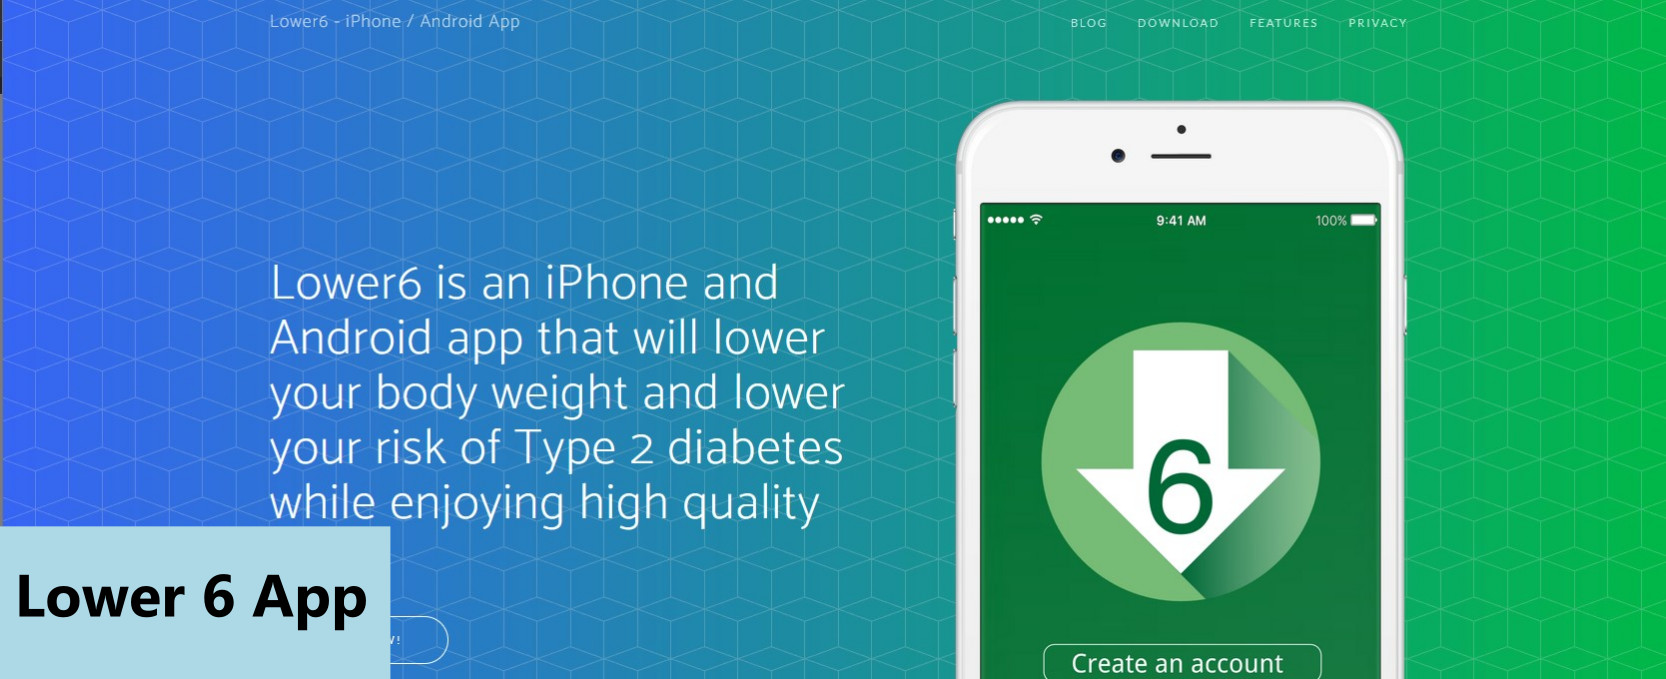 Lower6 - iPhone / Android App
BLOG DOWNLOAD FEATURES PRIVACY
9:41 AM
100%
Lower6 is an iPhone and
Android app that will lower
your body weight and lower
your risk of Type 2 diabetes
while enjoying high quality
6
Lower 6 App
Create an account